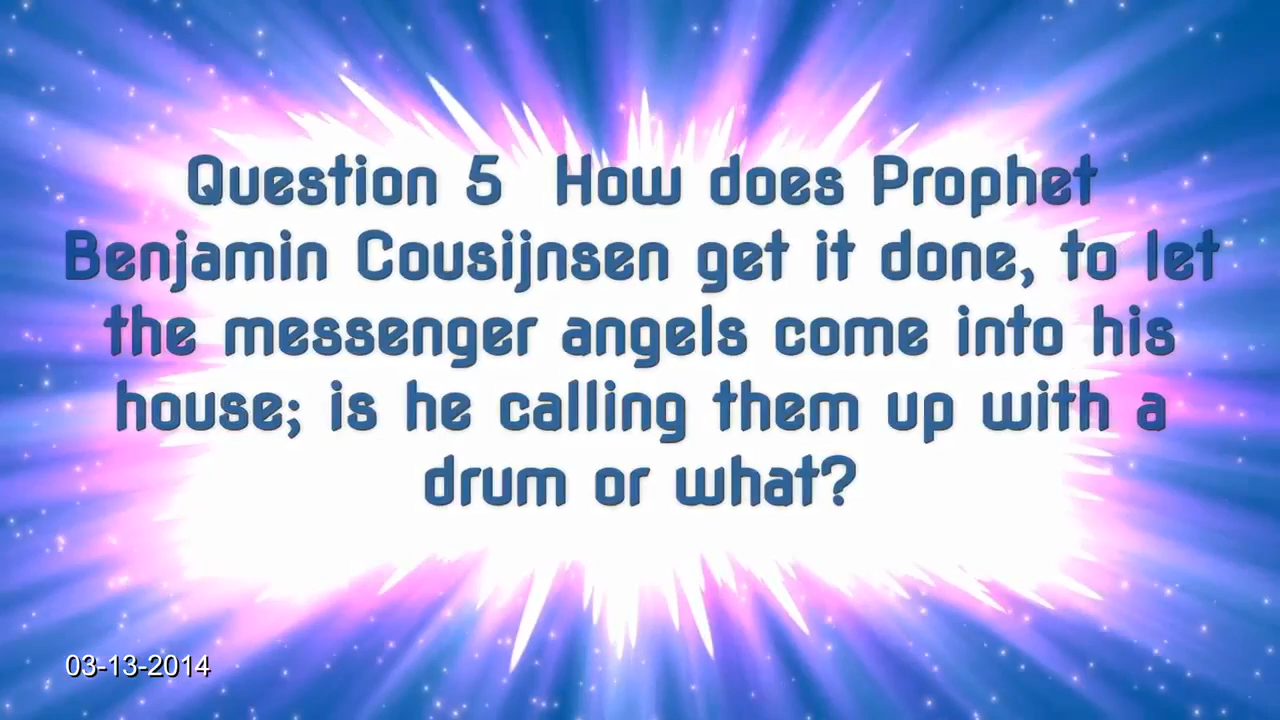 Question 5  How does Prophet
Benjamin Cousijnsen get it done, to let
the messenger angels come into his
house; is he calling them up with a
drum or what?
03-13-2014